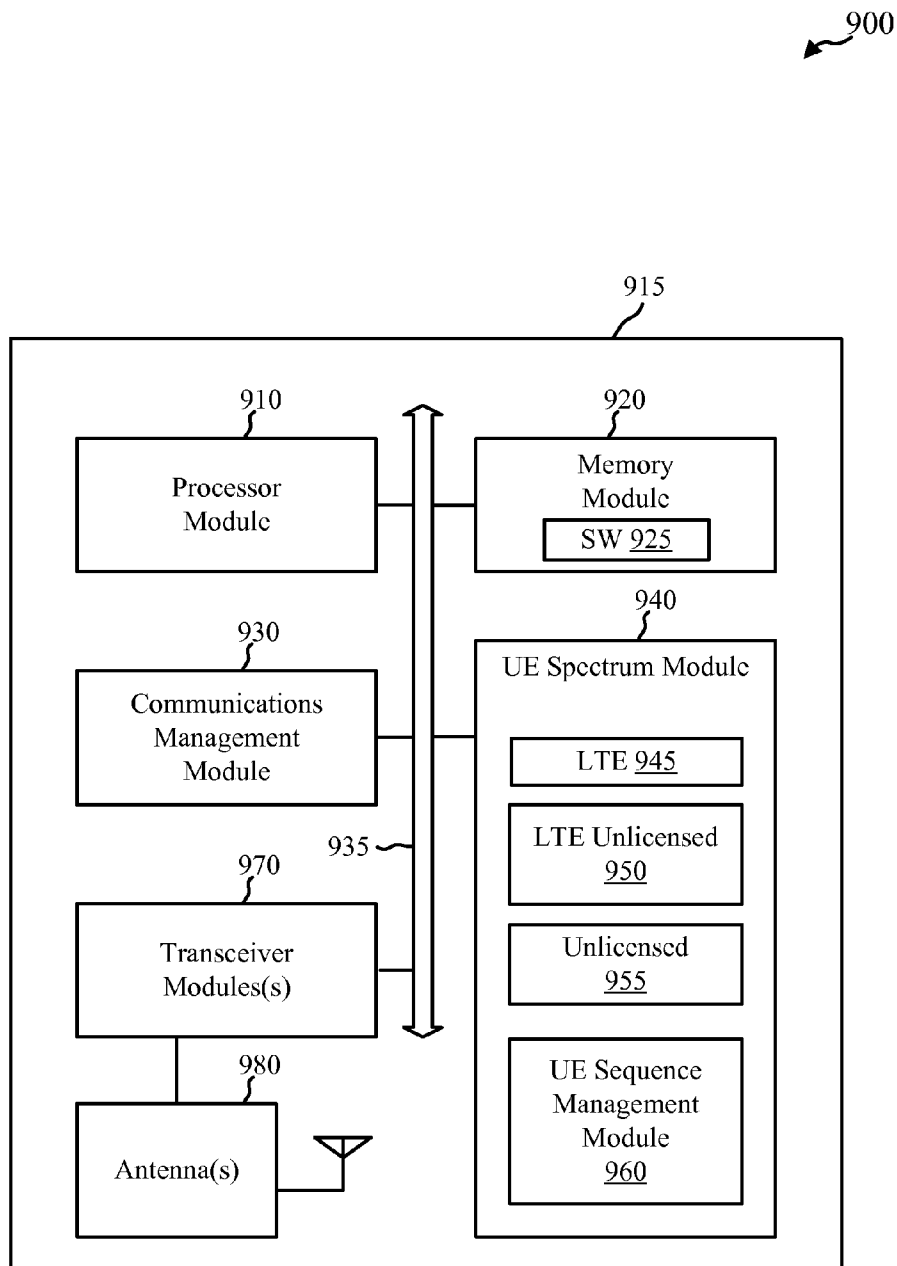 900
915
910
Processor
Module
920
Memory
Module
SW 925
930
Communications
Management
Module
940
UE Spectrum Module
LTE 945
LTE Unlicensed
950
Unlicensed
955
UE Sequence
Management
Module
960
935
970
Transceiver
Modules(s)
980
Antenna(s)